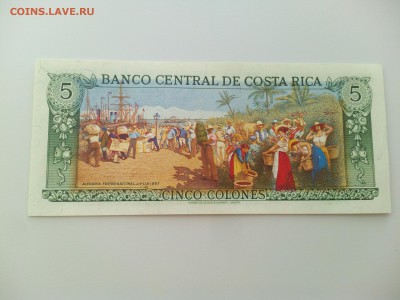 COINS.LAVE.RU
BANCO CENTRAL DE COSTA RICA
5 5
CINCO COLONES